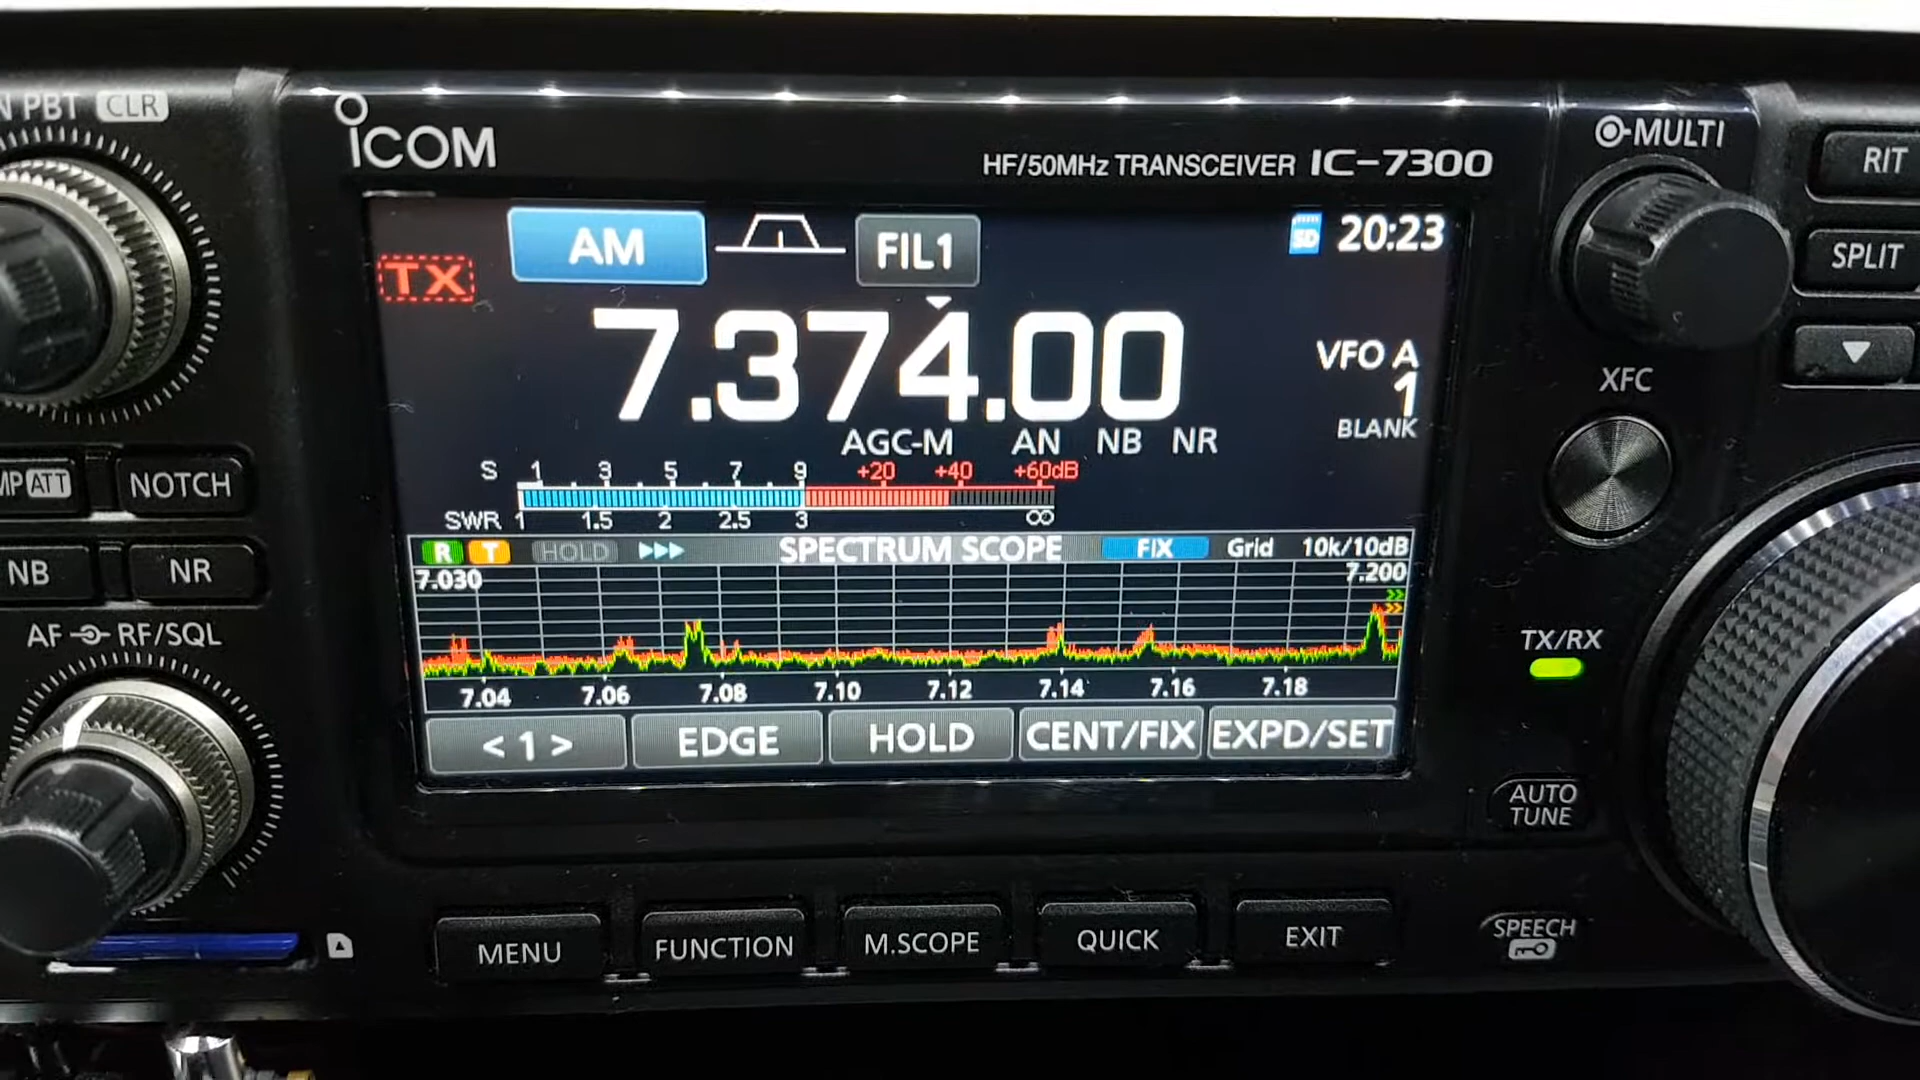 PBT CLR
ICOM
HF/50MHz TRANSCEIVER IC-7300
MULTI
RIT
AM
FIL1
SD 20:23
TX
SPLIT
7.374.00
VFO A
1
BLANK
XFC
AGC-M AN NB NR
S 1 3 5 7 9 +20 +40 +60dB
SWR 1 1.5 2 2.5 3 ∞
ATT NOTCH
R T HOLD SPECTRUM SCOPE FIX Grid 10k/10dB
7.030 7.200
NB NR
AF RF/SQL
TX/RX
7.04 7.06 7.08 7.10 7.12 7.14 7.16 7.18
< 1 > EDGE HOLD CENT/FIX EXPD/SET
AUTO
TUNE
MENU FUNCTION M.SCOPE QUICK EXIT
SPEECH